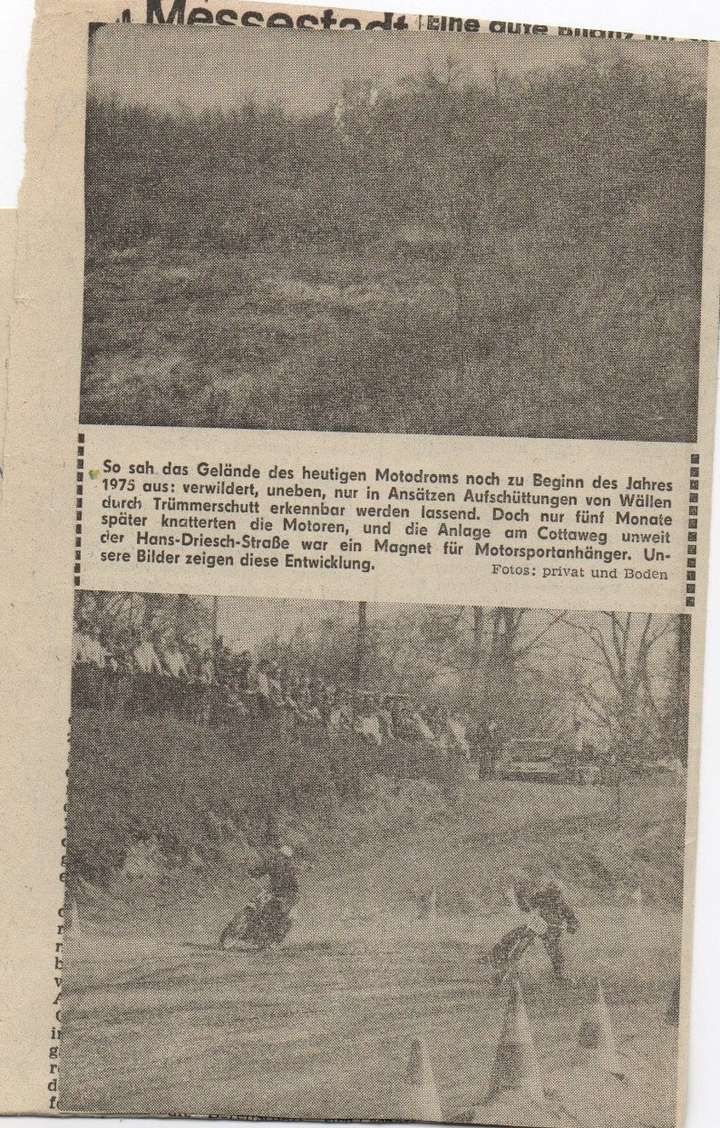 Messestadt
Eine gute Bilanz
So sah das Gelände des heutigen Motodroms noch zu Beginn des Jahres
1975 aus: verwildert, uneben, nur in Ansätzen Aufschüttungen von Wällen
durch Trümmerschutt erkennbar werden lassend. Doch nur fünf Monate
später knatterten die Motoren, und die Anlage am Cottaweg unweit
der Hans-Driesch-Straße war ein Magnet für Motorsportanhänger. Un-
sere Bilder zeigen diese Entwicklung.
Fotos: privat und Boden